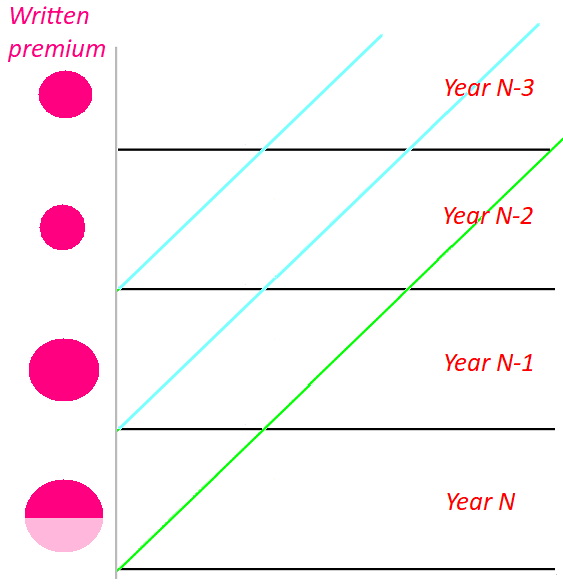 Written
premium
Year N-3
Year N-2
Year N-1
Year N